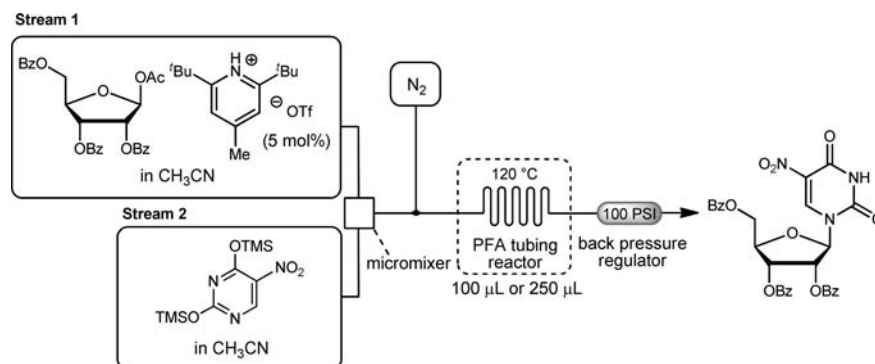 Stream 1
BzO
O
OAc
OBz
OBz
in CH₃CN
ᵗBu
H
N
⊕
ᵗBu
⊖
OTf
(5 mol%)
Me
N₂
Stream 2
OTMS
NO₂
N
TMSO
N
in CH₃CN
micromixer
120 °C
PFA tubing
reactor
100 µL or 250 µL
100 PSI
back pressure
regulator
O
O₂N
NH
N
O
BzO
O
OBz
OBz